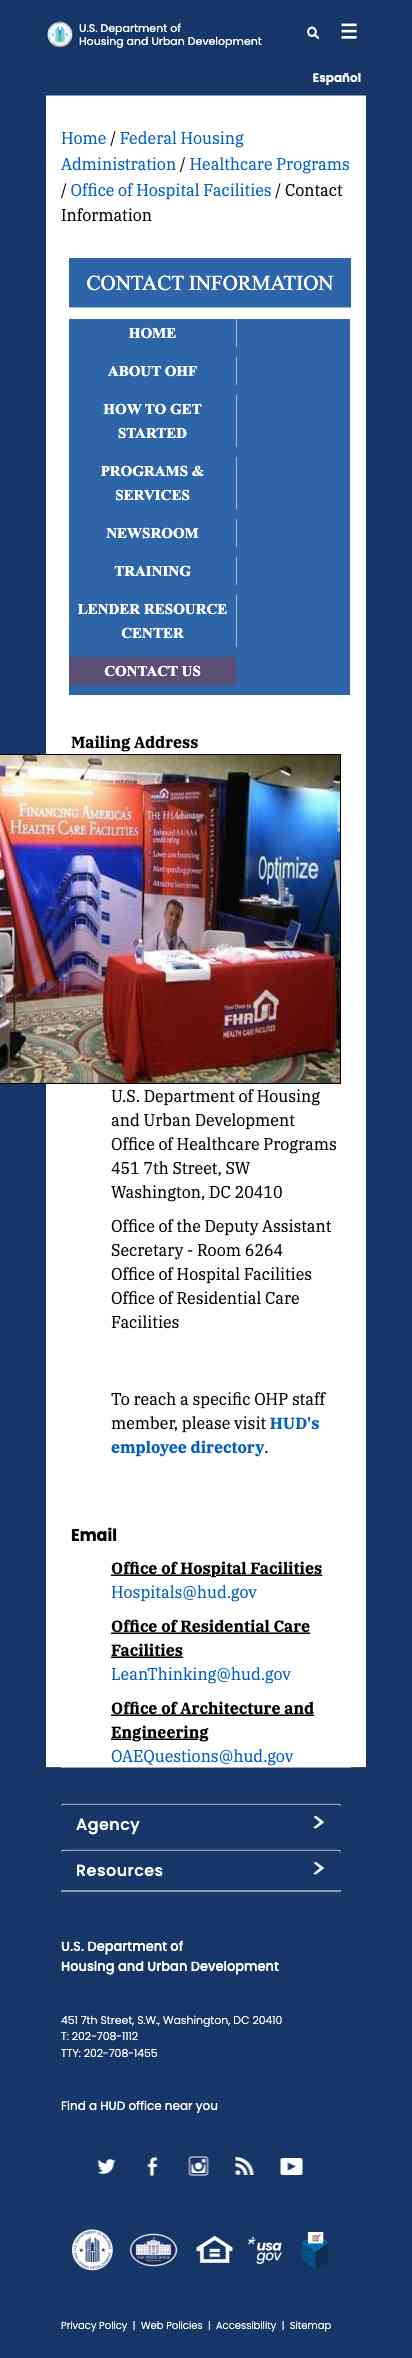 U.S. Department of
Housing and Urban Development
Español
Home / Federal Housing
Administration / Healthcare Programs
/ Office of Hospital Facilities / Contact
Information
CONTACT INFORMATION
HOME
ABOUT OHF
HOW TO GET
STARTED
PROGRAMS &
SERVICES
NEWSROOM
TRAINING
LENDER RESOURCE
CENTER
CONTACT US
Mailing Address
FINANCING AMERICA'S
HEALTH CARE FACILITIES
Optimize
FHA
HEALTH CARE FACILITIES
U.S. Department of Housing
and Urban Development
Office of Healthcare Programs
451 7th Street, SW
Washington, DC 20410
Office of the Deputy Assistant
Secretary - Room 6264
Office of Hospital Facilities
Office of Residential Care
Facilities
To reach a specific OHP staff
member, please visit HUD's
employee directory.
Email
Office of Hospital Facilities
Hospitals@hud.gov
Office of Residential Care
Facilities
LeanThinking@hud.gov
Office of Architecture and
Engineering
OAEQuestions@hud.gov
Agency
Resources
U.S. Department of
Housing and Urban Development
451 7th Street, S.W., Washington, DC 20410
T: 202-708-1112
TTY: 202-708-1455
Find a HUD office near you
usa
gov
Privacy Policy | Web Policies | Accessibility | Sitemap